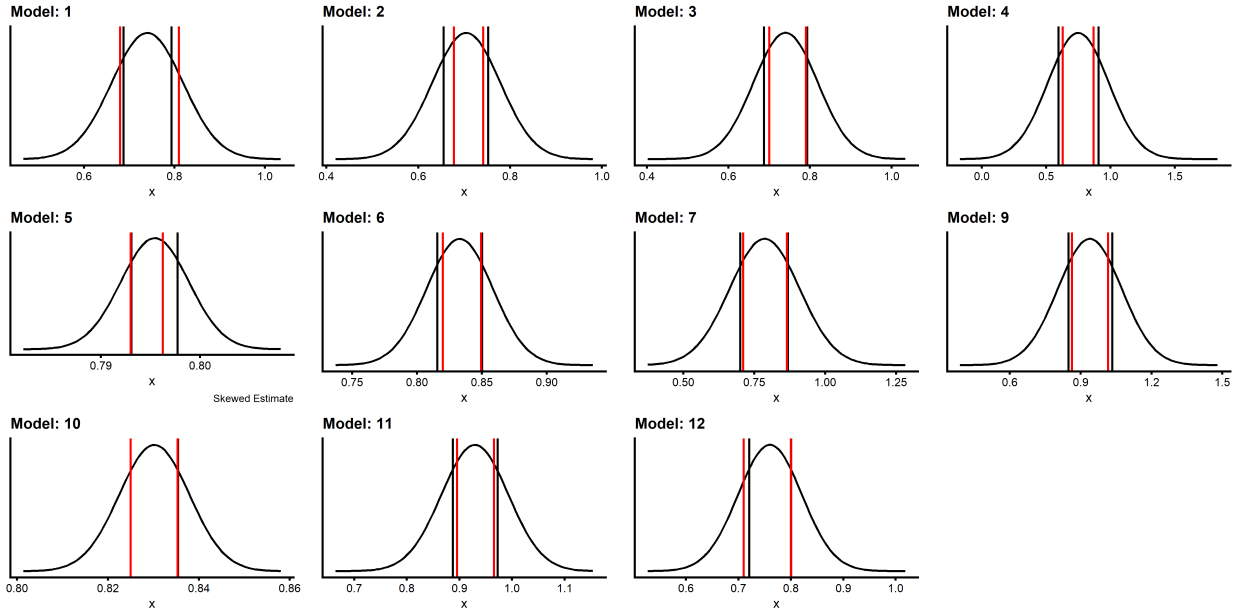 Model: 1
0.6 0.8 1.0
x
Model: 2
0.4 0.6 0.8 1.0
x
Model: 3
0.4 0.6 0.8 1.0
x
Model: 4
0.0 0.5 1.0 1.5
x
Model: 5
0.79 0.80
x
Skewed Estimate
Model: 6
0.75 0.80 0.85 0.90
x
Model: 7
0.50 0.75 1.00 1.25
x
Model: 9
0.6 0.9 1.2 1.5
x
Model: 10
0.80 0.82 0.84 0.86
x
Model: 11
0.7 0.8 0.9 1.0 1.1
x
Model: 12
0.6 0.7 0.8 0.9 1.0
x